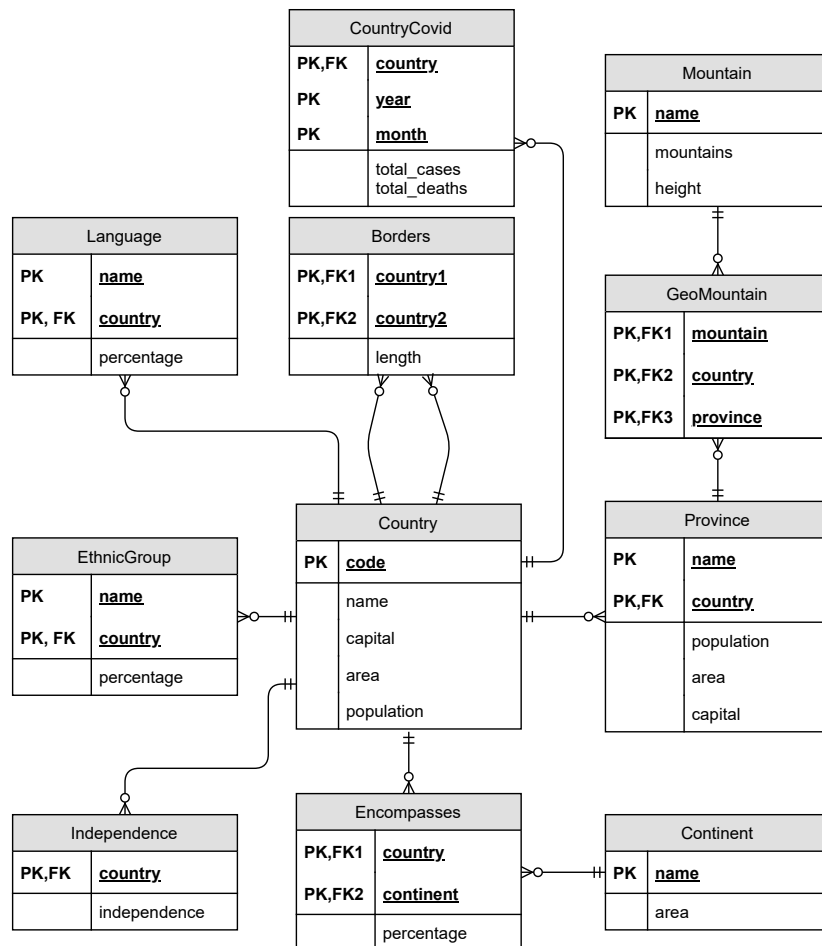 CountryCovid
PK,FK country
PK year
PK month
total_cases
total_deaths
Mountain
PK name
mountains
height
Language
PK name
PK, FK country
percentage
Borders
PK,FK1 country1
PK,FK2 country2
length
GeoMountain
PK,FK1 mountain
PK,FK2 country
PK,FK3 province
Country
PK code
name
capital
area
population
Province
PK name
PK,FK country
population
area
capital
EthnicGroup
PK name
PK, FK country
percentage
Independence
PK,FK country
independence
Encompasses
PK,FK1 country
PK,FK2 continent
percentage
Continent
PK name
area